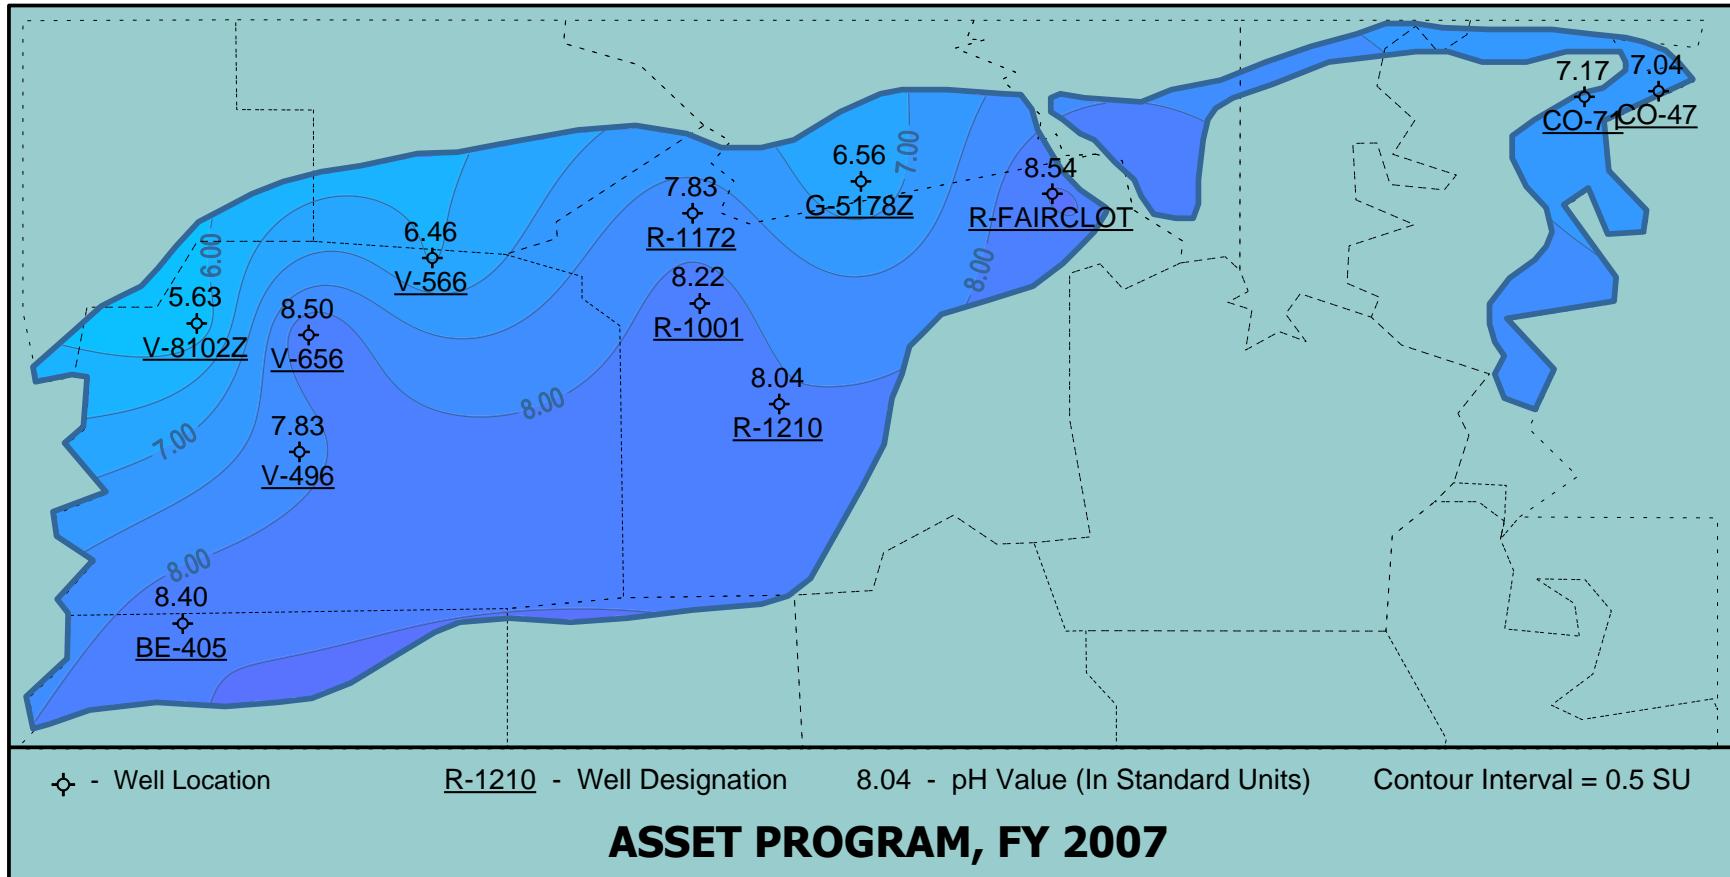 7.17
7.04
CO-71
CO-47
6.56
7.00
G-5178Z
8.54
R-FAIRCLOT
7.83
R-1172
6.46
V-566
6.00
8.00
8.22
R-1001
5.63
V-8102Z
8.50
V-656
8.04
R-1210
8.00
7.00
7.83
V-496
8.00
8.40
BE-405
- Well Location
R-1210 - Well Designation
8.04 - pH Value (In Standard Units)
Contour Interval = 0.5 SU
ASSET PROGRAM, FY 2007